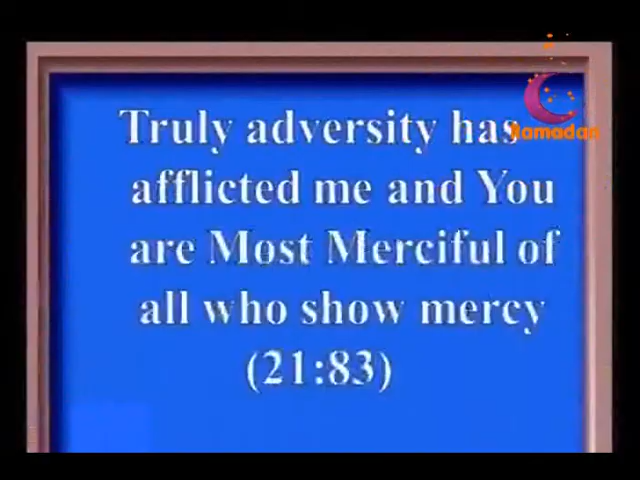 Ramadan
Truly adversity has
afflicted me and You
are Most Merciful of
all who show mercy
(21:83)